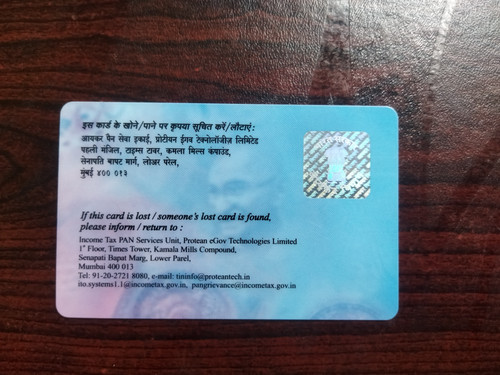 इस कार्ड के खोने/पाने पर कृपया सूचित करें/लौटाएं:
आयकर पैन सेवा इकाई, प्रोटीयन ईगव टेक्नोलॉजीज़ लिमिटेड
पहली मंजिल, टाइम्स टावर, कमला मिल्स कंपाउंड,
सेनापति बापट मार्ग, लोअर परेल,
मुंबई ४०० ०१३
If this card is lost / someone's lost card is found,
please inform / return to :
Income Tax PAN Services Unit, Protean eGov Technologies Limited
1st Floor, Times Tower, Kamala Mills Compound,
Senapati Bapat Marg, Lower Parel,
Mumbai 400 013
Tel: 91-20-2721 8080, e-mail: tininfo@proteantech.in
ito.systems1.1@incometax.gov.in, pangrievance@incometax.gov.in